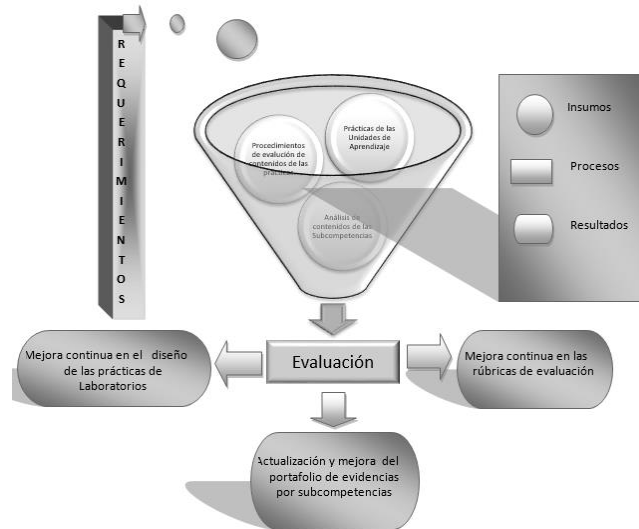 REQUERIMIENTOS
Procedimientos
de evalución de
contenidos de las
prácticas
Prácticas de las
Unidades de
Aprendizaje
Análisis de
contenidos de las
Subcompetencias
Insumos
Procesos
Resultados
Evaluación
Mejora continua en el diseño
de las prácticas de
Laboratorios
Mejora continua en las
rúbricas de evaluación
Actualización y mejora del
portafolio de evidencias
por subcompetencias